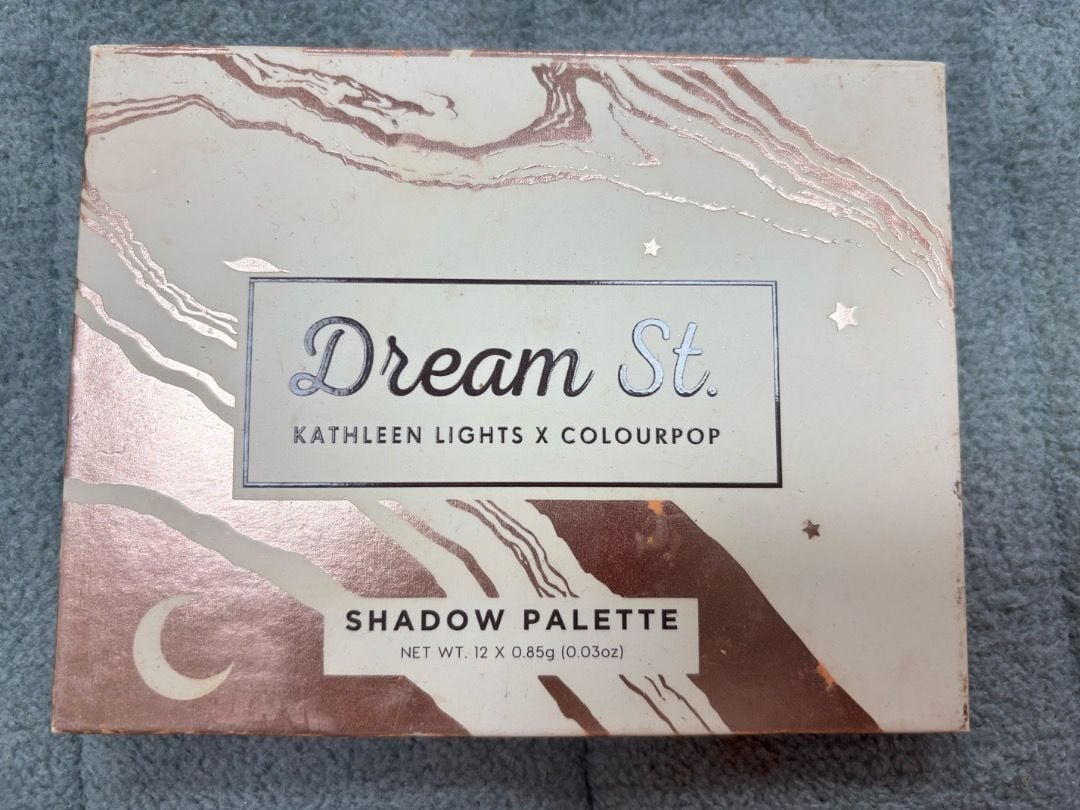 Dream St.
KATHLEEN LIGHTS X COLOURPOP
SHADOW PALETTE
NET WT. 12 X 0.85g (0.03oz)